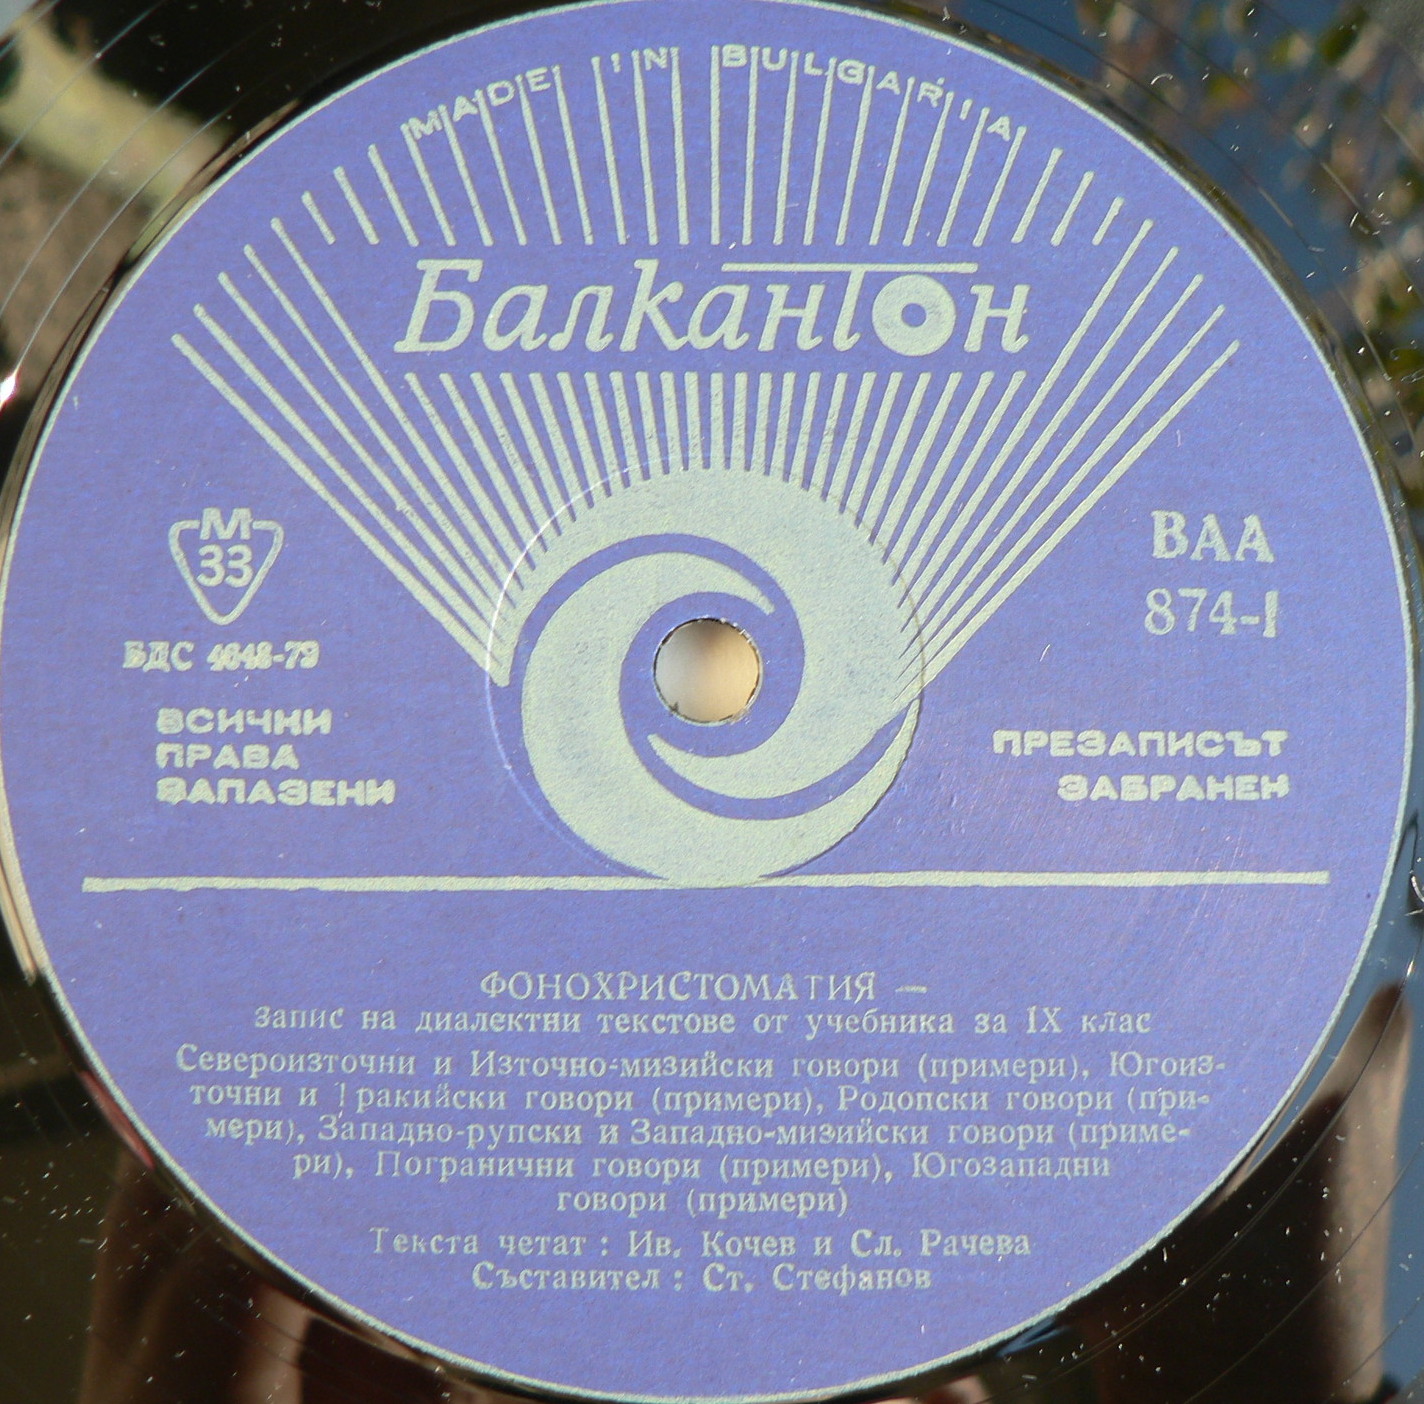 MADE IN BULGARIA
Балкантон
М
33
БДС 4648-79
ВСИЧКИ
ПРАВА
ЗАПАЗЕНИ
ВАА
874-I
ПРЕЗАПИСЪТ
ЗАБРАНЕН
ФОНОХРИСТОМАТИЯ —
Запис на диалектни текстове от учебника за IX клас
Североизточни и Източно-мизийски говори (примери), Югоиз-
точни и Тракийски говори (примери), Родопски говори (при-
мери), Западно-рупски и Западно-мизийски говори (приме-
ри), Погранични говори (примери), Югозападни
говори (примери)
Текста четат : Ив. Кочев и Сл. Рачева
Съставител : Ст. Стефанов